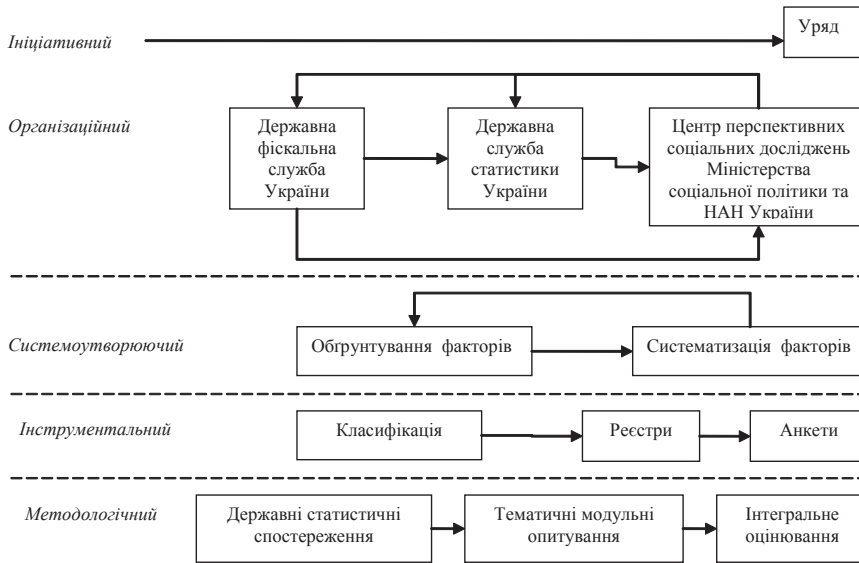 Ініціативний
Уряд
Організаційний
Державна
фіскальна
служба
України
Державна
служба
статистики
України
Центр перспективних
соціальних досліджень
Міністерства
соціальної політики та
НАН України
Системоутворюючий
Обґрунтування факторів
Систематизація факторів
Інструментальний
Класифікація
Реєстри
Анкети
Методологічний
Державні статистичні
спостереження
Тематичні модульні
опитування
Інтегральне
оцінювання